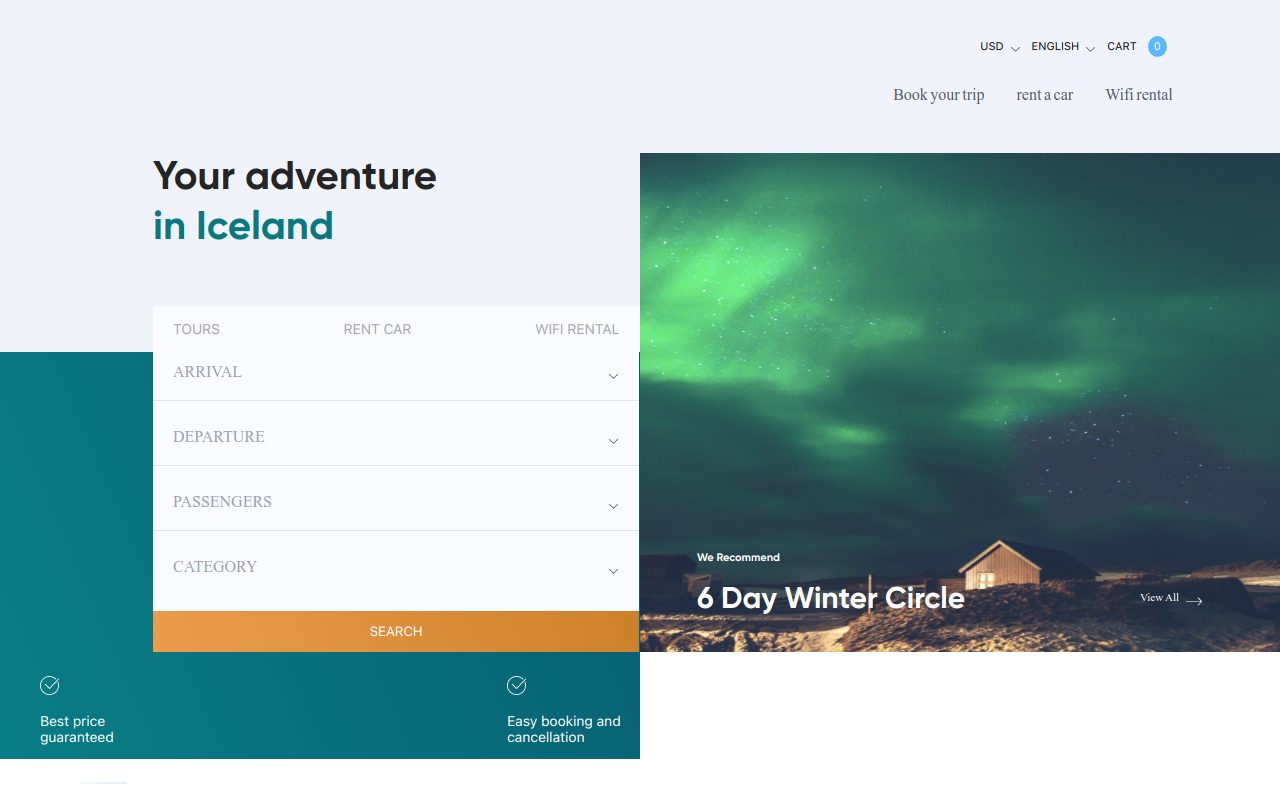 USD ENGLISH CART 0
Book your trip rent a car Wifi rental
Your adventure
in Iceland
TOURS RENT CAR WIFI RENTAL
ARRIVAL
DEPARTURE
PASSENGERS
CATEGORY
SEARCH
We Recommend
6 Day Winter Circle
View All
Best price
guaranteed
Easy booking and
cancellation